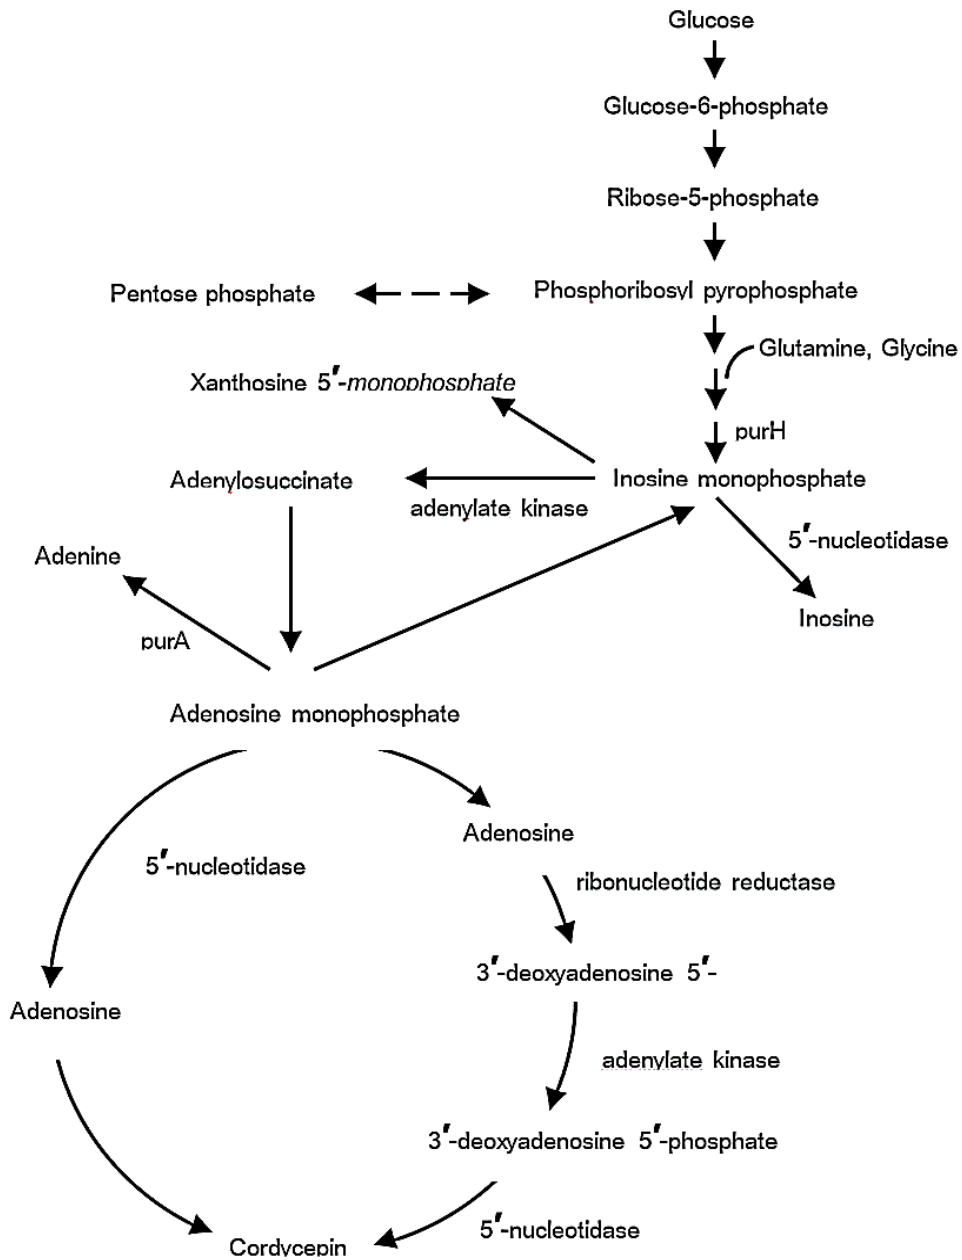 Glucose
Glucose-6-phosphate
Ribose-5-phosphate
Pentose phosphate
Phosphoribosyl pyrophosphate
Glutamine, Glycine
Xanthosine 5′-monophosphate
purH
Adenylosuccinate
Inosine monophosphate
adenylate kinase
5′-nucleotidase
Adenine
Inosine
purA
Adenosine monophosphate
Adenosine
5′-nucleotidase
ribonucleotide reductase
3′-deoxyadenosine 5′-
Adenosine
adenylate kinase
3′-deoxyadenosine 5′-phosphate
5′-nucleotidase
Cordycepin